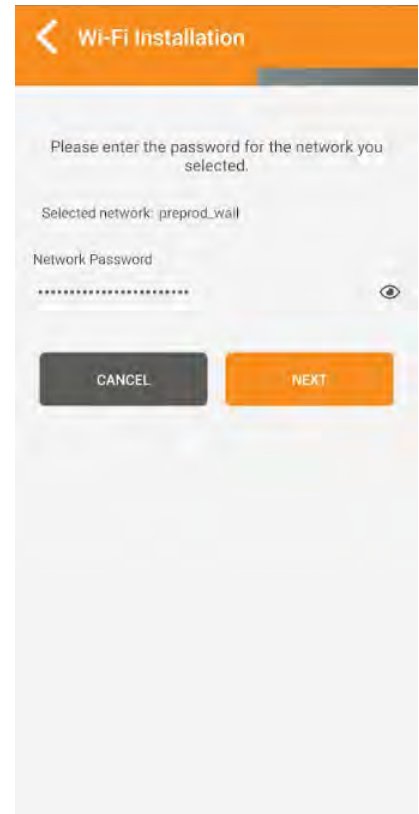 Wi-Fi Installation
Please enter the password for the network you
selected.
Selected network: preprod_wall
Network Password
························
CANCEL
NEXT